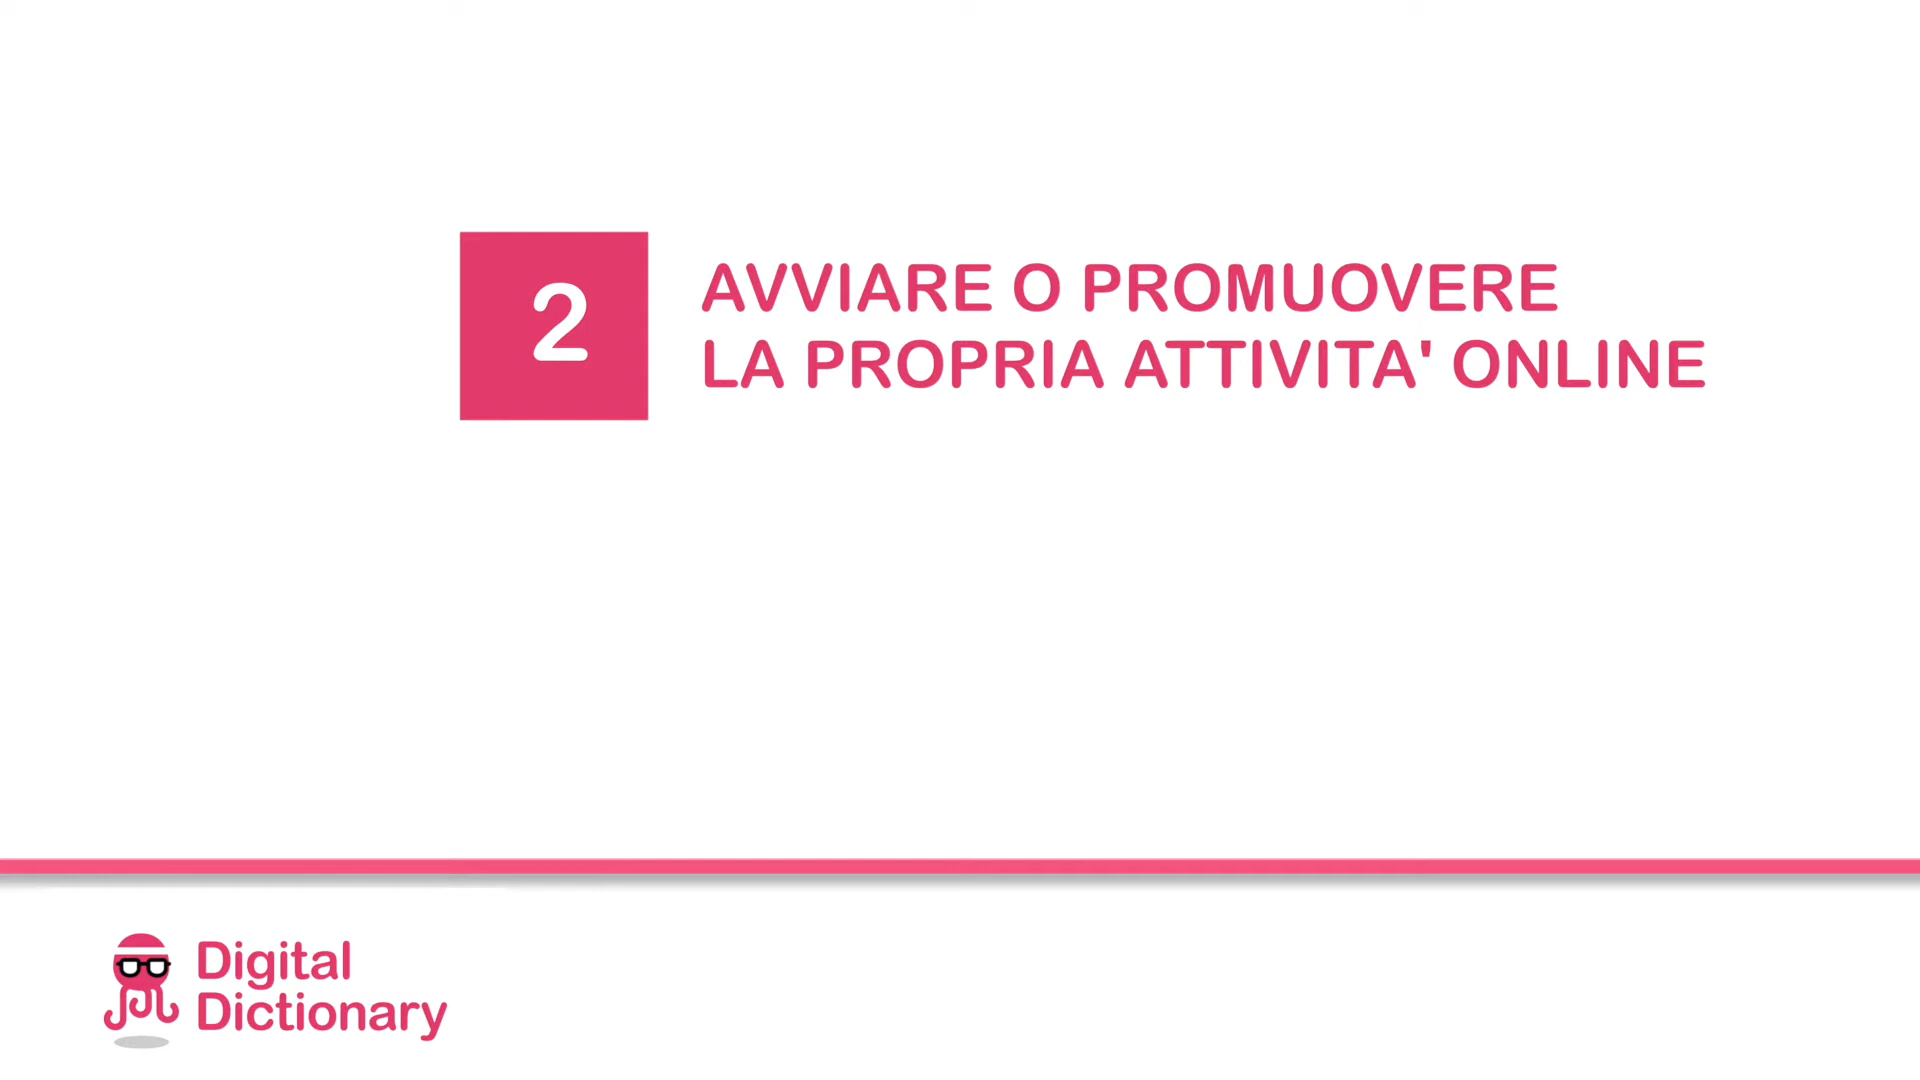 2
AVVIARE O PROMUOVERE
LA PROPRIA ATTIVITA' ONLINE
Digital
Dictionary